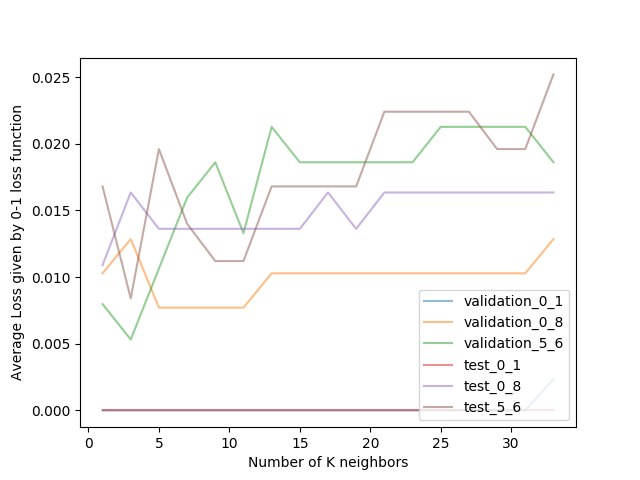 Average Loss given by 0-1 loss function
0.025
0.020
0.015
0.010
0.005
0.000
validation_0_1
validation_0_8
validation_5_6
test_0_1
test_0_8
test_5_6
0 5 10 15 20 25 30
Number of K neighbors